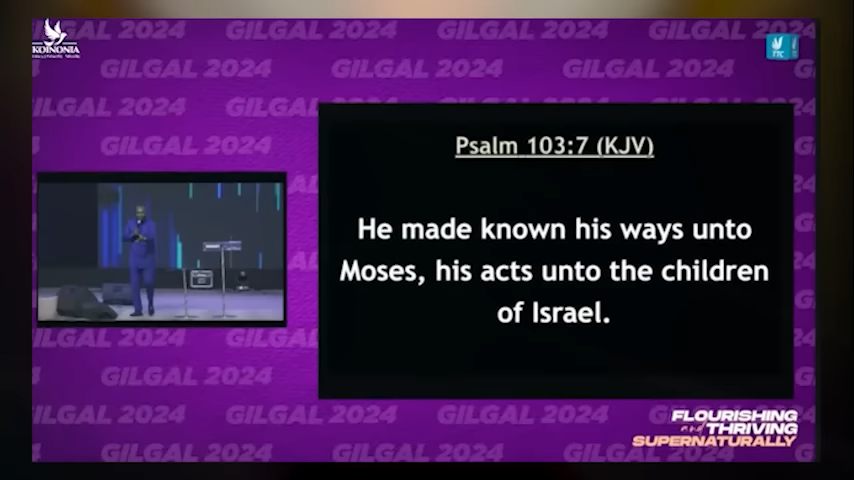 KOINONIA
GILGAL 2024
TTC
Psalm 103:7 (KJV)
He made known his ways unto
Moses, his acts unto the children
of Israel.
FLOURISHING
and THRIVING
SUPERNATURALLY